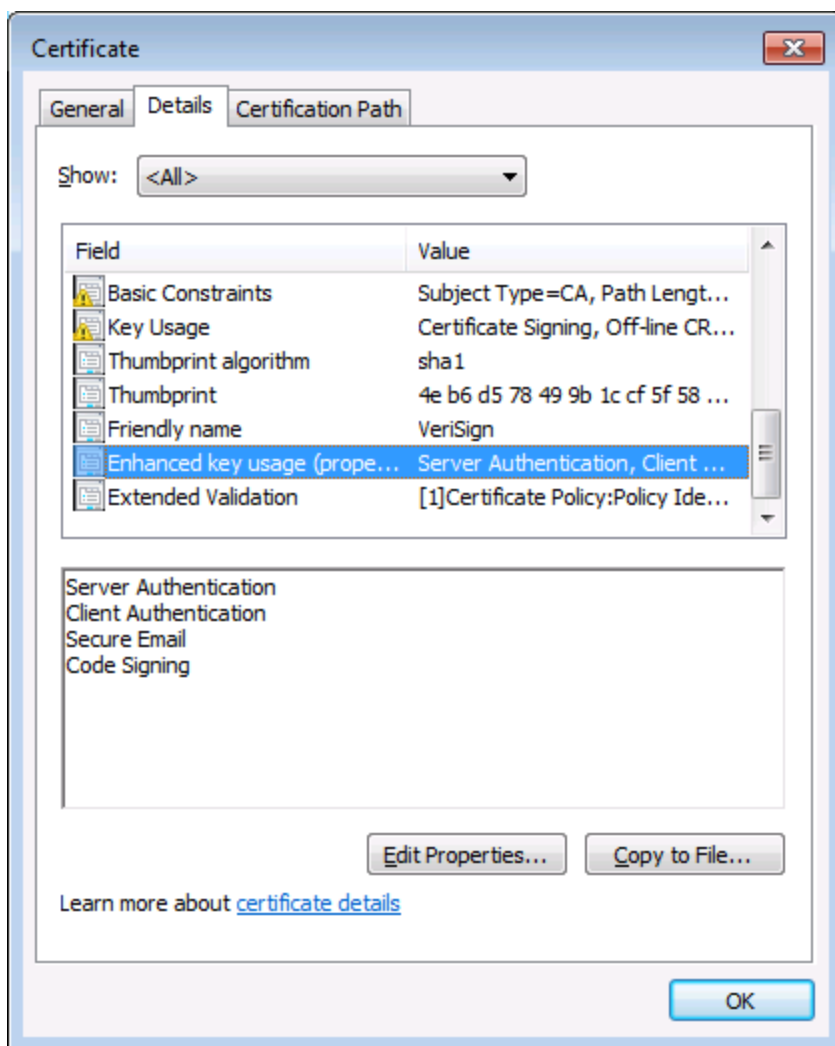 Certificate
General Details Certification Path
Show: <All>
Field Value
Basic Constraints Subject Type=CA, Path Lengt...
Key Usage Certificate Signing, Off-line CR...
Thumbprint algorithm sha1
Thumbprint 4e b6 d5 78 49 9b 1c cf 5f 58 ...
Friendly name VeriSign
Enhanced key usage (prope... Server Authentication, Client ...
Extended Validation [1]Certificate Policy:Policy Ide...
Server Authentication
Client Authentication
Secure Email
Code Signing
Edit Properties... Copy to File...
Learn more about certificate details
OK